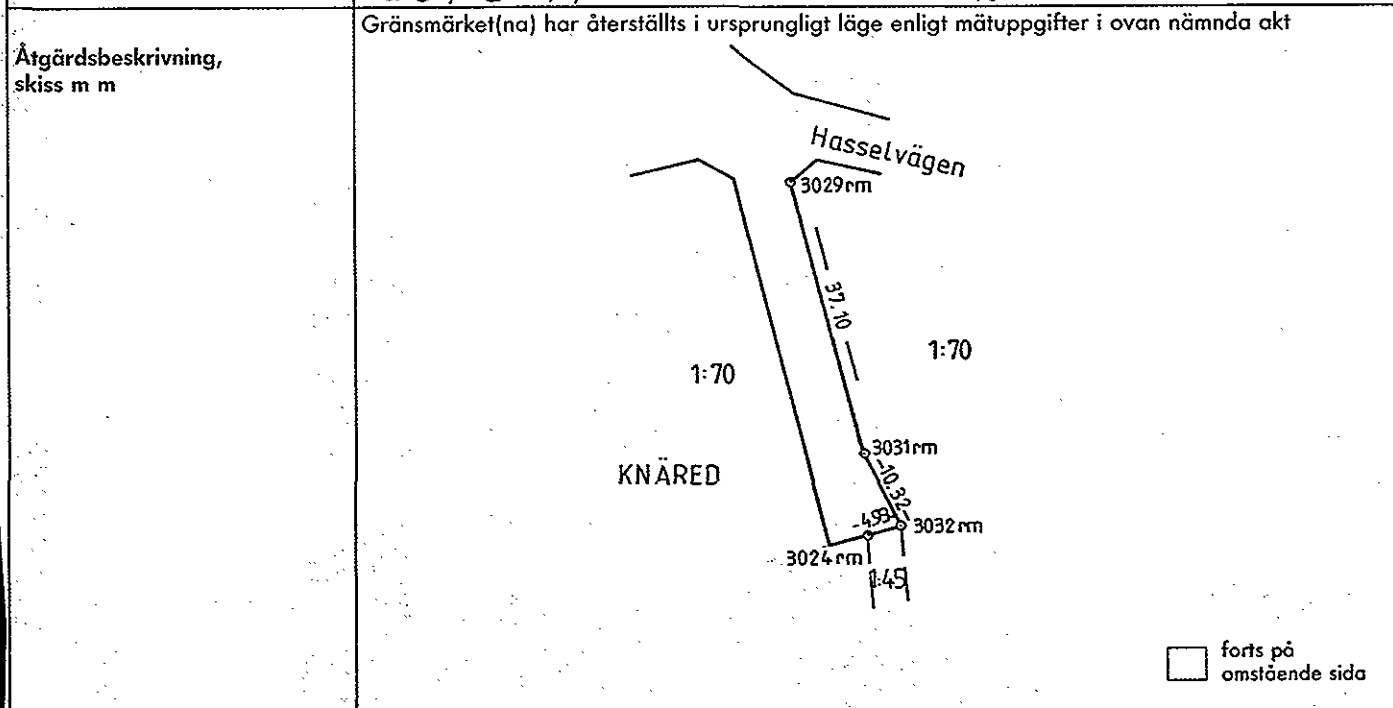 Gränsmärket(na) har återställts i ursprungligt läge enligt mätuppgifter i ovan nämnda akt
Åtgärdsbeskrivning,
skiss m m
Hasselvägen
3029rm
37.10
1:70
1:70
3031rm
KNÄRED
10.32
4.93
3032rm
3024rm
1:45
forts på
omstående sida